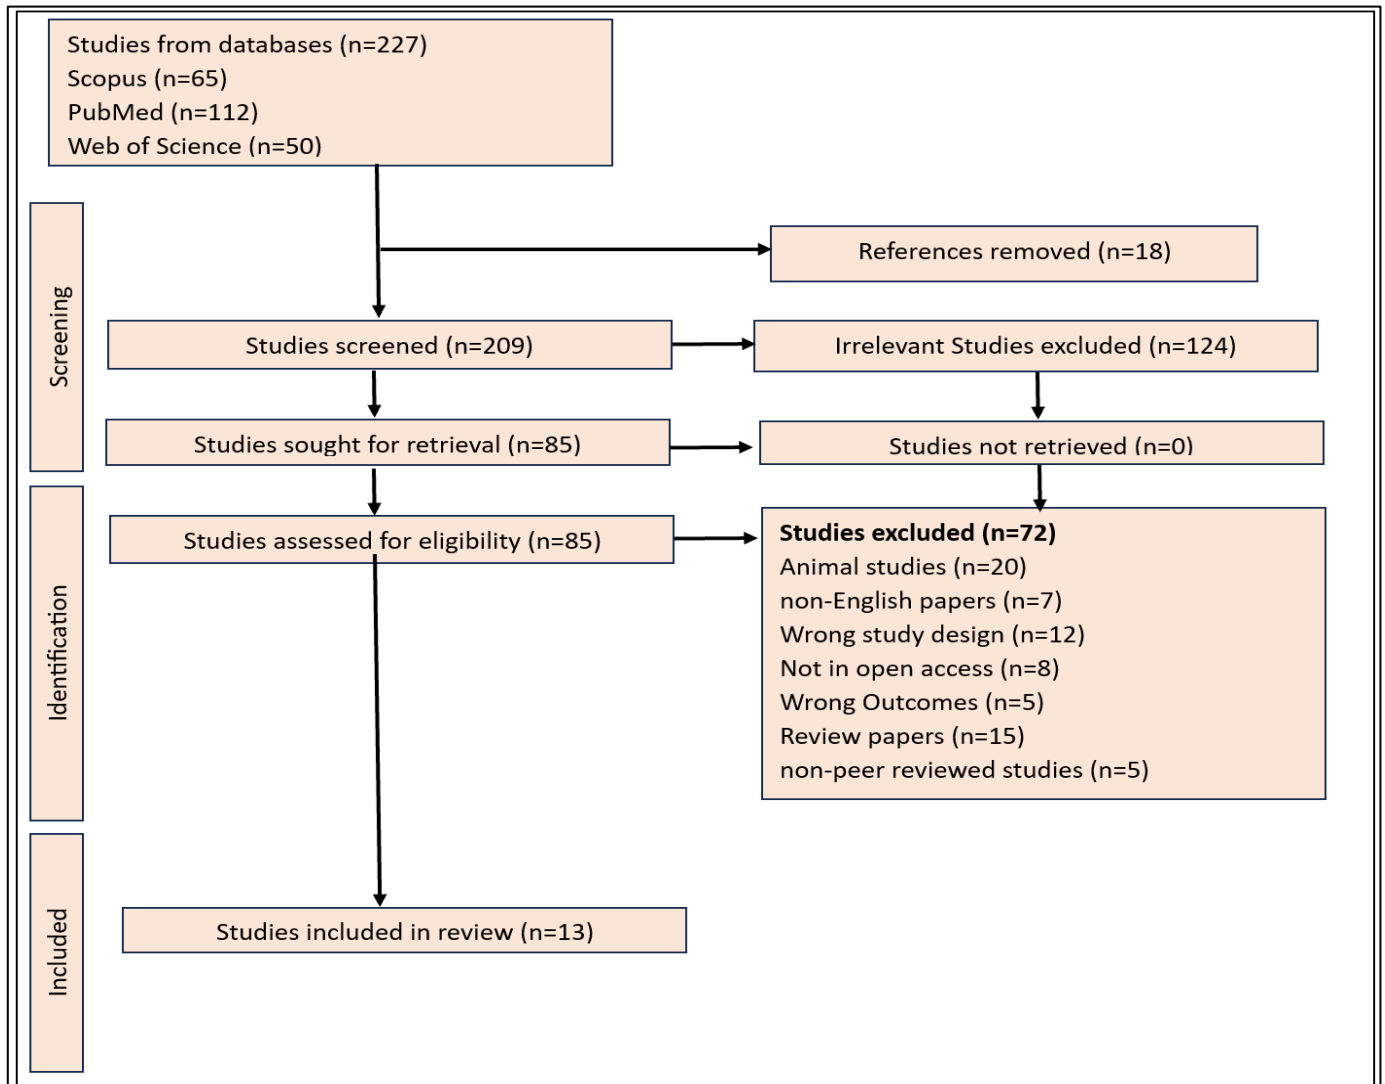 Studies from databases (n=227)
Scopus (n=65)
PubMed (n=112)
Web of Science (n=50)
Screening
References removed (n=18)
Studies screened (n=209)
Irrelevant Studies excluded (n=124)
Studies sought for retrieval (n=85)
Studies not retrieved (n=0)
Identification
Studies assessed for eligibility (n=85)
Studies excluded (n=72)
Animal studies (n=20)
non-English papers (n=7)
Wrong study design (n=12)
Not in open access (n=8)
Wrong Outcomes (n=5)
Review papers (n=15)
non-peer reviewed studies (n=5)
Included
Studies included in review (n=13)